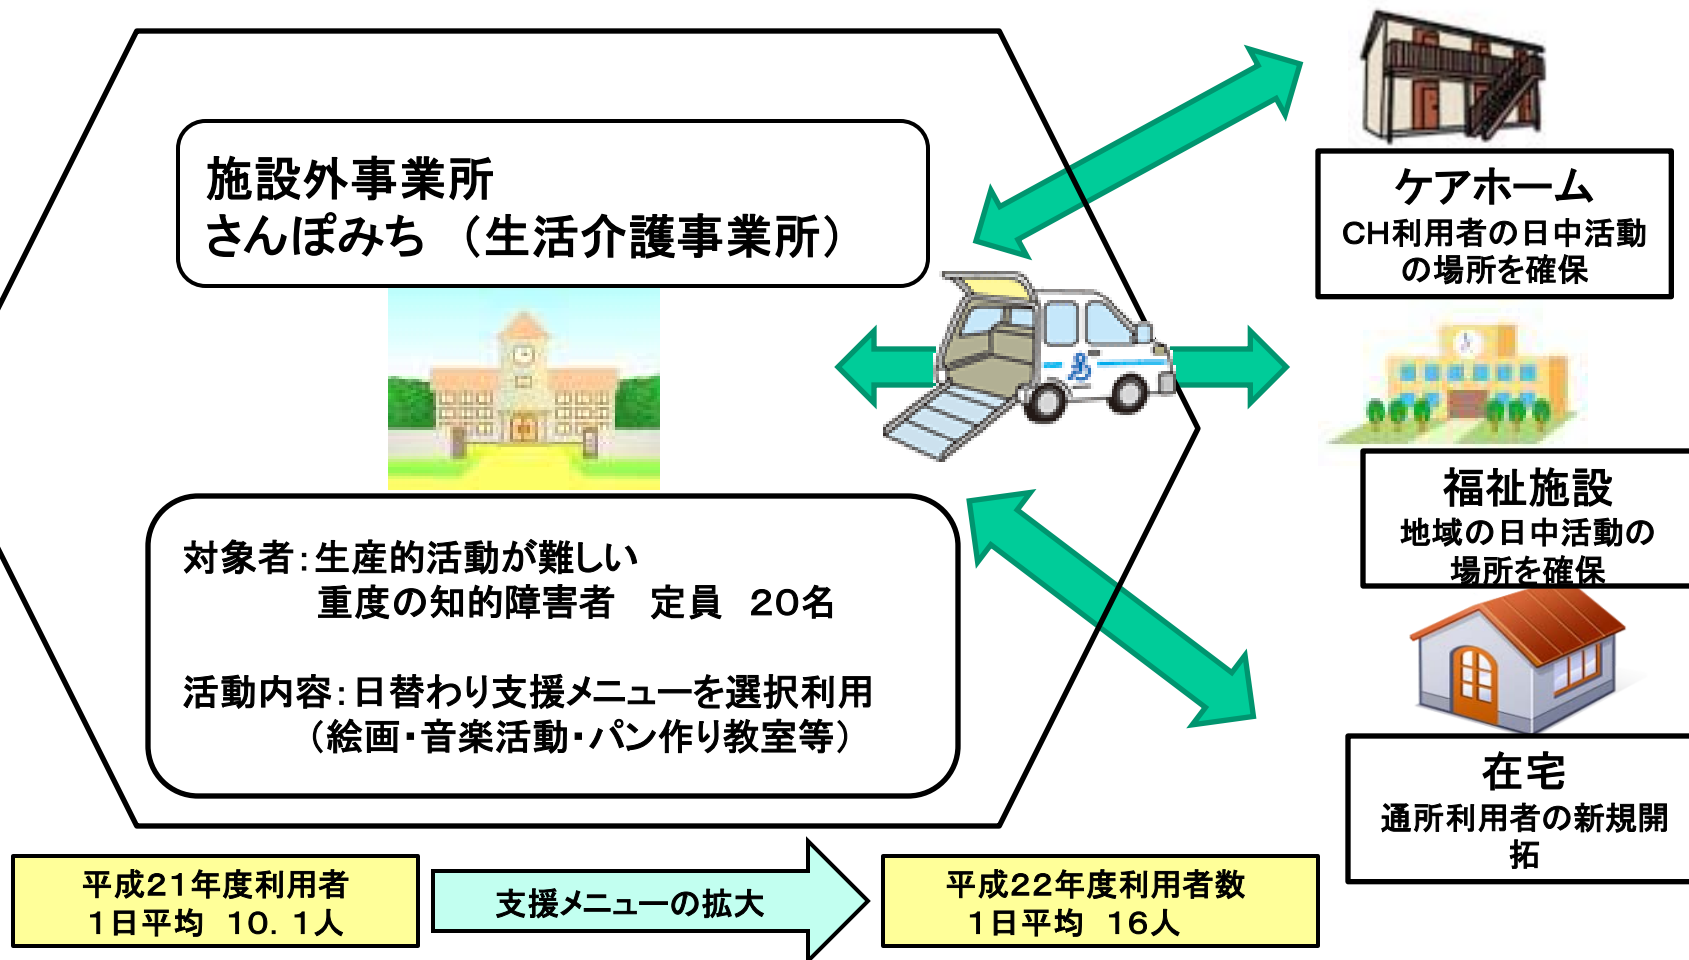 施設外事業所
さんぽみち （生活介護事業所）
対象者：生産的活動が難しい
重度の知的障害者　定員　２０名
活動内容：日替わり支援メニューを選択利用
（絵画・音楽活動・パン作り教室等）
ケアホーム
ＣＨ利用者の日中活動
の場所を確保
福祉施設
地域の日中活動の
場所を確保
在宅
通所利用者の新規開
拓
平成２１年度利用者
１日平均　１０．１人
支援メニューの拡大
平成２２年度利用者数
１日平均　１６人